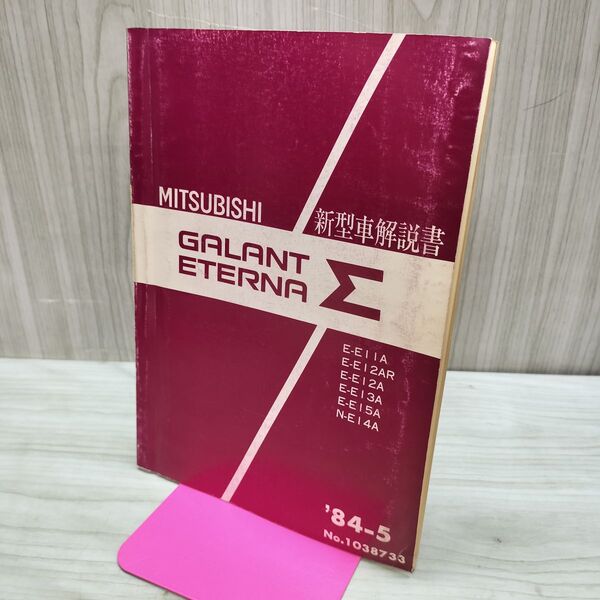 MITSUBISHI
新型車解説書
GALANT
ETERNA Σ
E-E11A
E-E12AR
E-E12A
E-E13A
E-E15A
N-E14A
'84-5
No.1038733